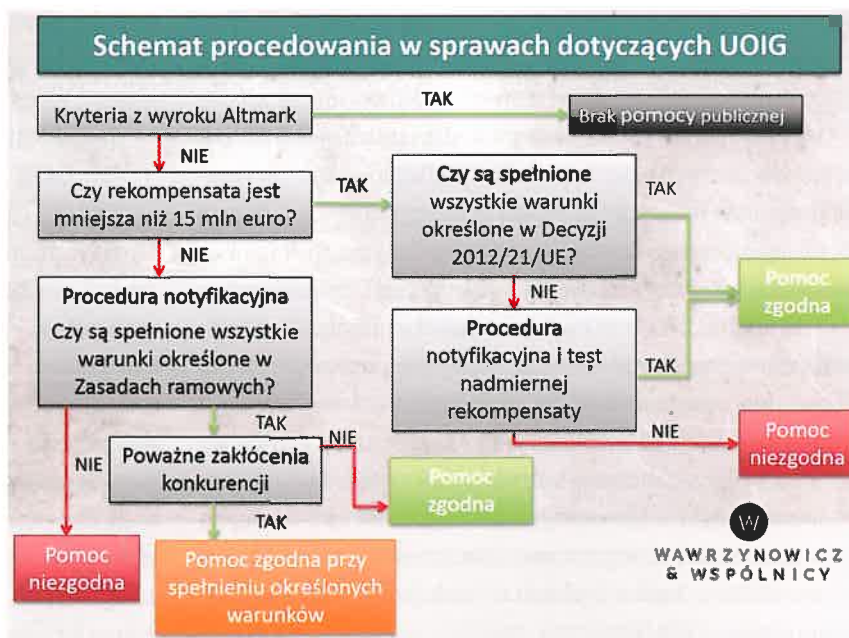 Schemat procedowania w sprawach dotyczących UOIG
Kryteria z wyroku Altmark
TAK
Brak pomocy publicznej
NIE
Czy rekompensata jest
mniejsza niż 15 mln euro?
TAK
Czy są spełnione
wszystkie warunki
określone w Decyzji
2012/21/UE?
TAK
NIE
Procedura notyfikacyjna
Czy są spełnione wszystkie
warunki określone w
Zasadach ramowych?
NIE
Procedura
notyfikacyjna i test
nadmiernej
rekompensaty
TAK
Pomoc
zgodna
NIE
Pomoc
niezgodna
NIE
TAK
Poważne zakłócenia
konkurencji
NIE
Pomoc
zgodna
TAK
Pomoc
niezgodna
Pomoc zgodna przy
spełnieniu określonych
warunków
W
WAWRZYNOWICZ
& WSPÓLNICY